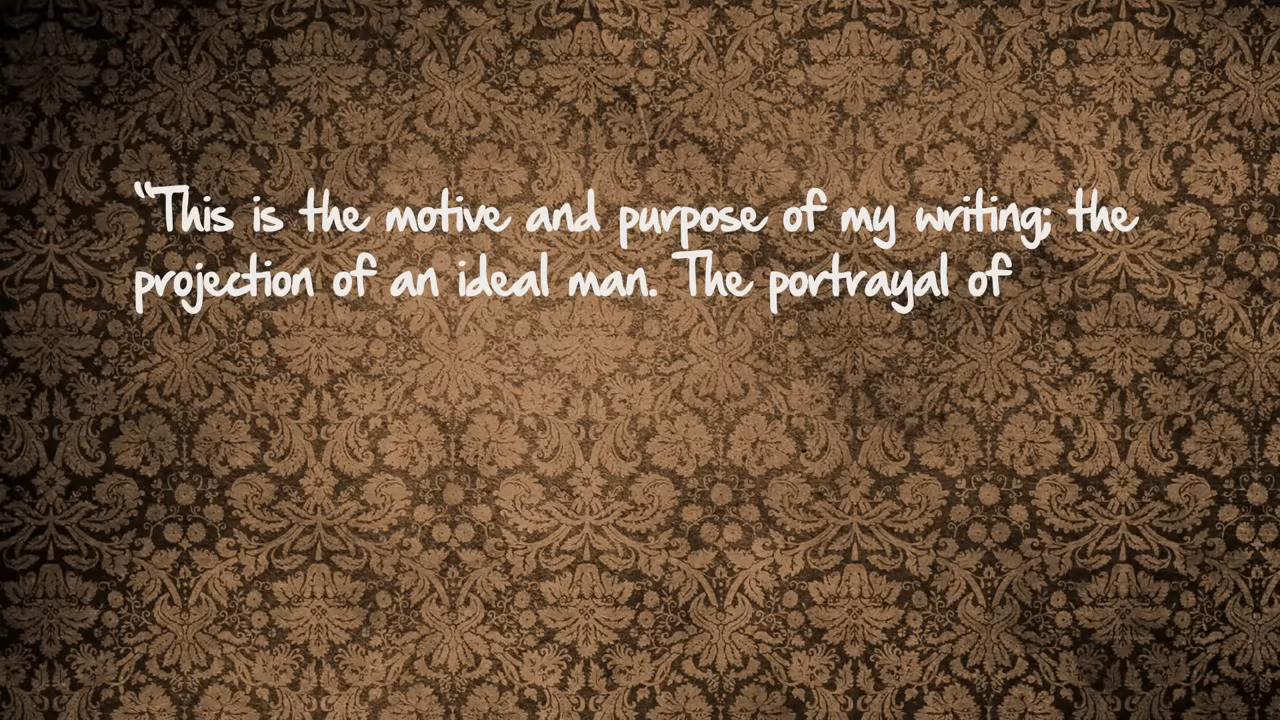 “This is the motive and purpose of my writing; the
projection of an ideal man. The portrayal of